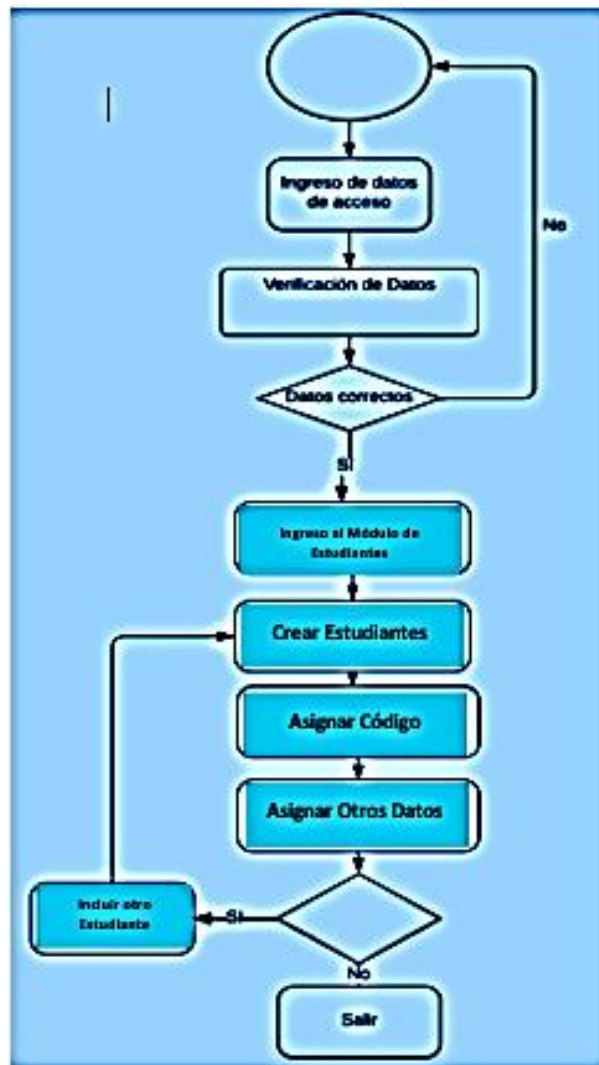 Ingreso de datos
de acceso
No
Verificación de Datos
Datos correctos
Si
Ingreso al Módulo de
Estudiantes
Crear Estudiantes
Asignar Código
Asignar Otros Datos
Incluir otro
Estudiante
Si
No
Salir